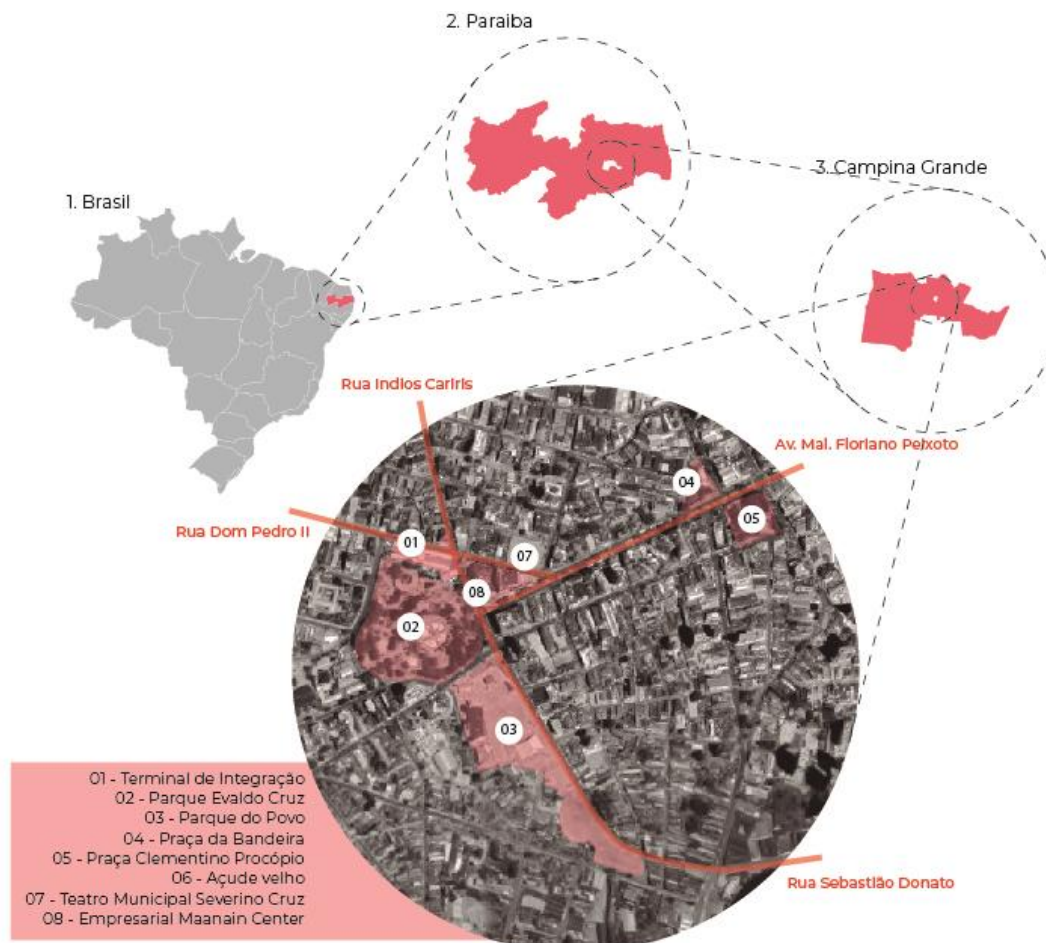 2. Paraiba
3. Campina Grande
1. Brasil
Rua Indios Cariris
Av. Mal. Floriano Peixoto
04
Rua Dom Pedro II
05
01
07
08
02
03
01 - Terminal de Integração
02 - Parque Evaldo Cruz
03 - Parque do Povo
04 - Praça da Bandeira
05 - Praça Clementino Procópio
06 - Açude velho
07 - Teatro Municipal Severino Cruz
08 - Empresarial Maanain Center
Rua Sebastião Donato